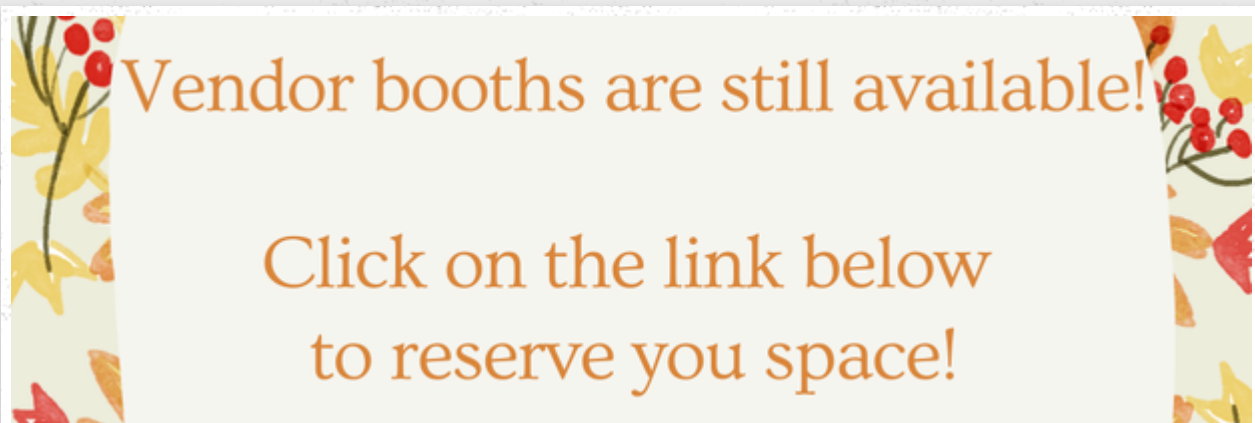 Vendor booths are still available!
Click on the link below
to reserve you space!